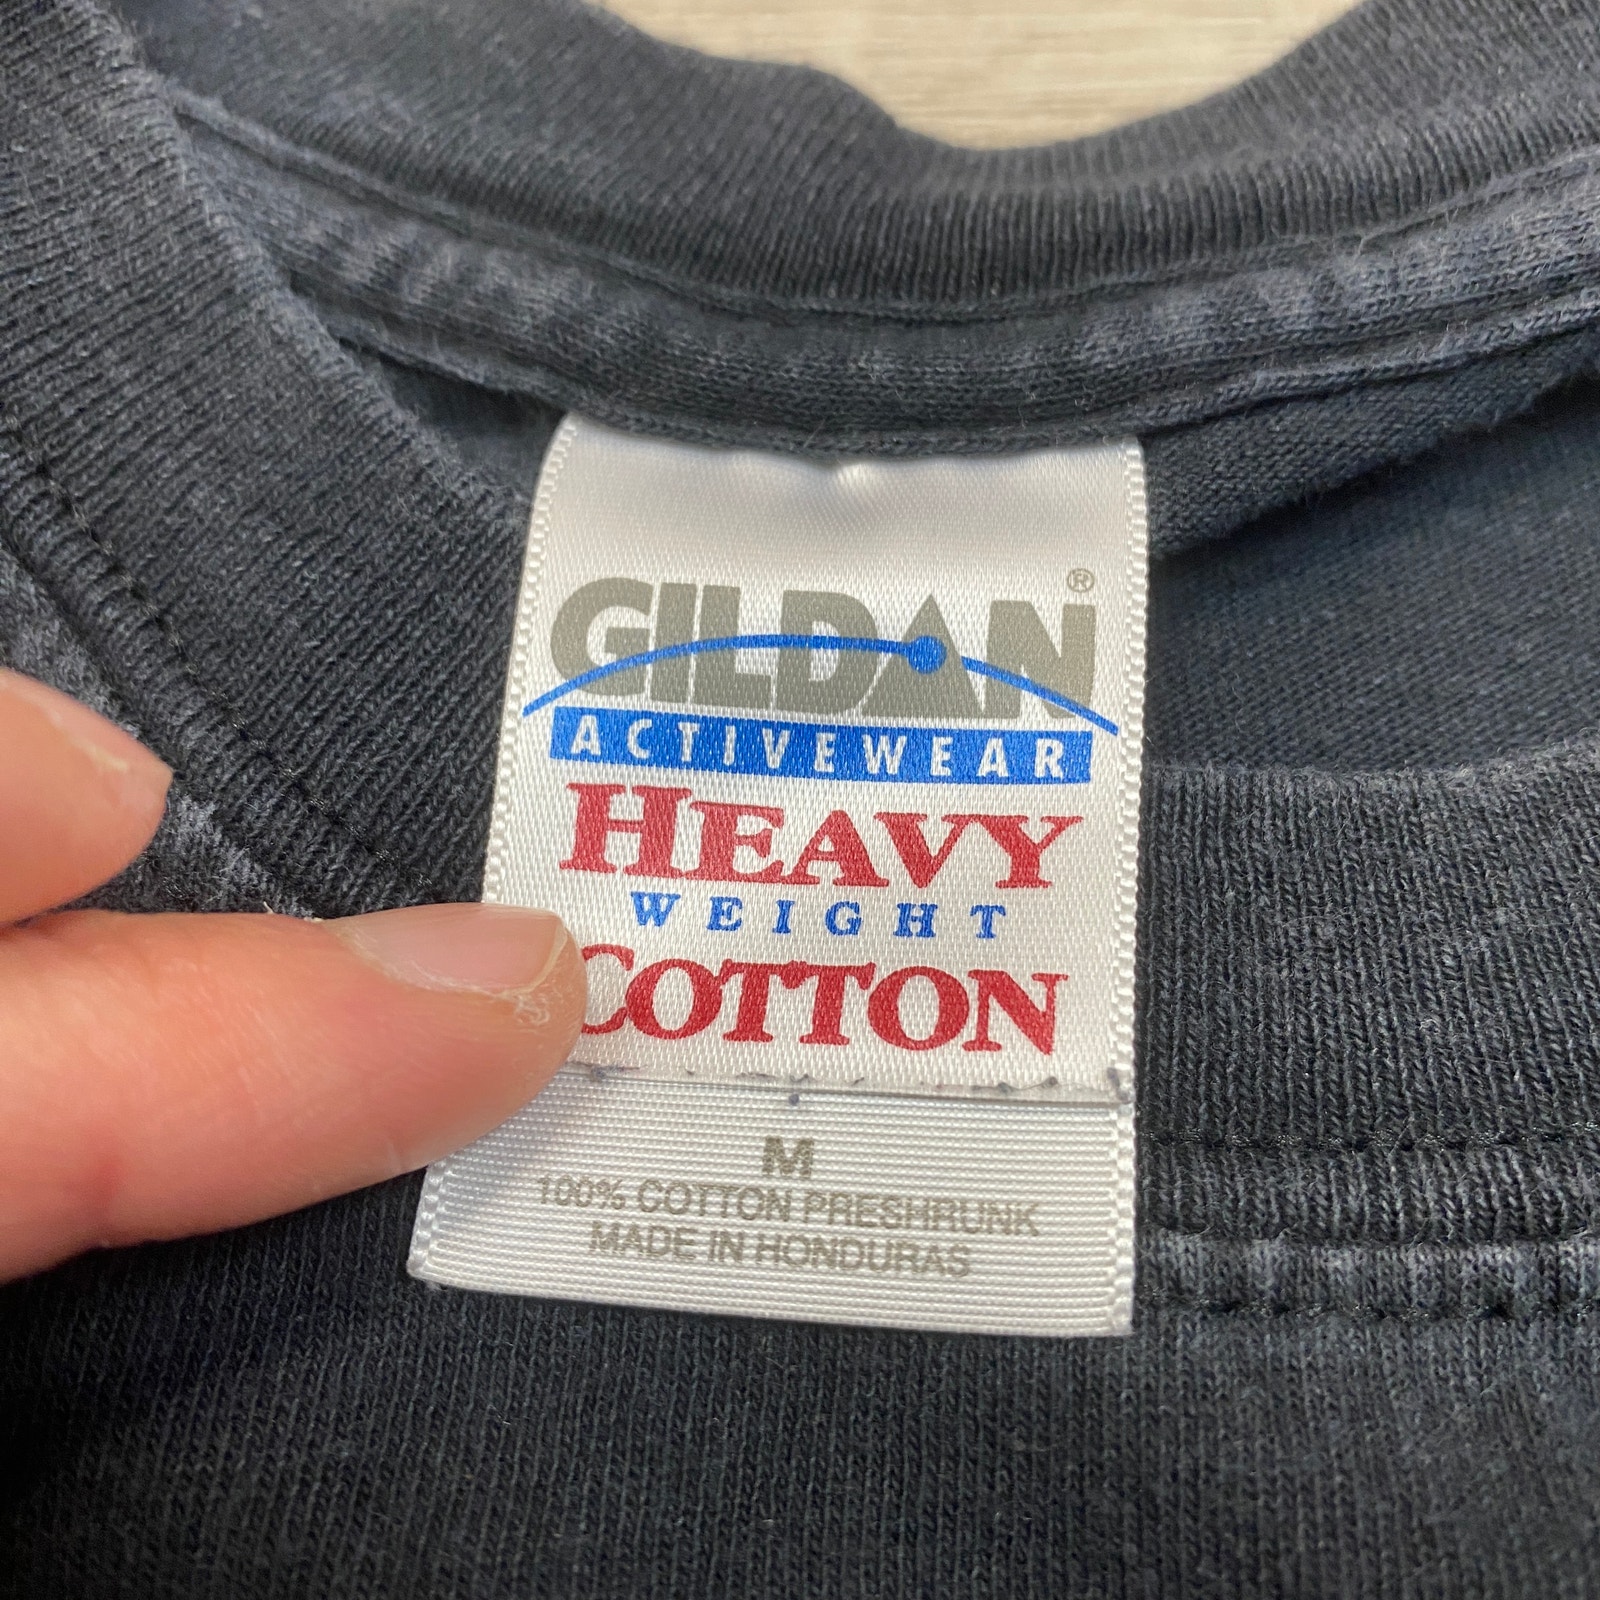 GILDAN®
ACTIVEWEAR
HEAVY
WEIGHT
COTTON
M
100% COTTON PRESHRUNK
MADE IN HONDURAS